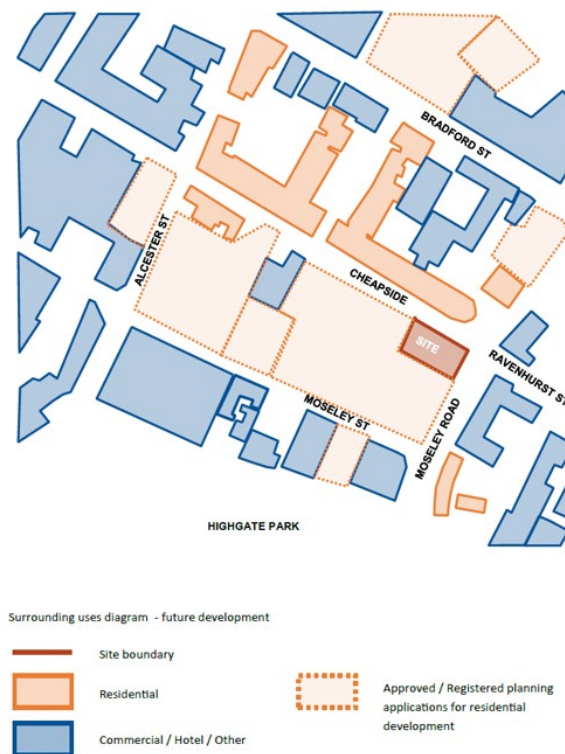 BRADFORD ST
ALCESTER ST
CHEAPSIDE
SITE
RAVENHURST ST
MOSELEY ST
MOSELEY ROAD
HIGHGATE PARK
Surrounding uses diagram - future development
Site boundary
Residential
Approved / Registered planning
applications for residential
development
Commercial / Hotel / Other